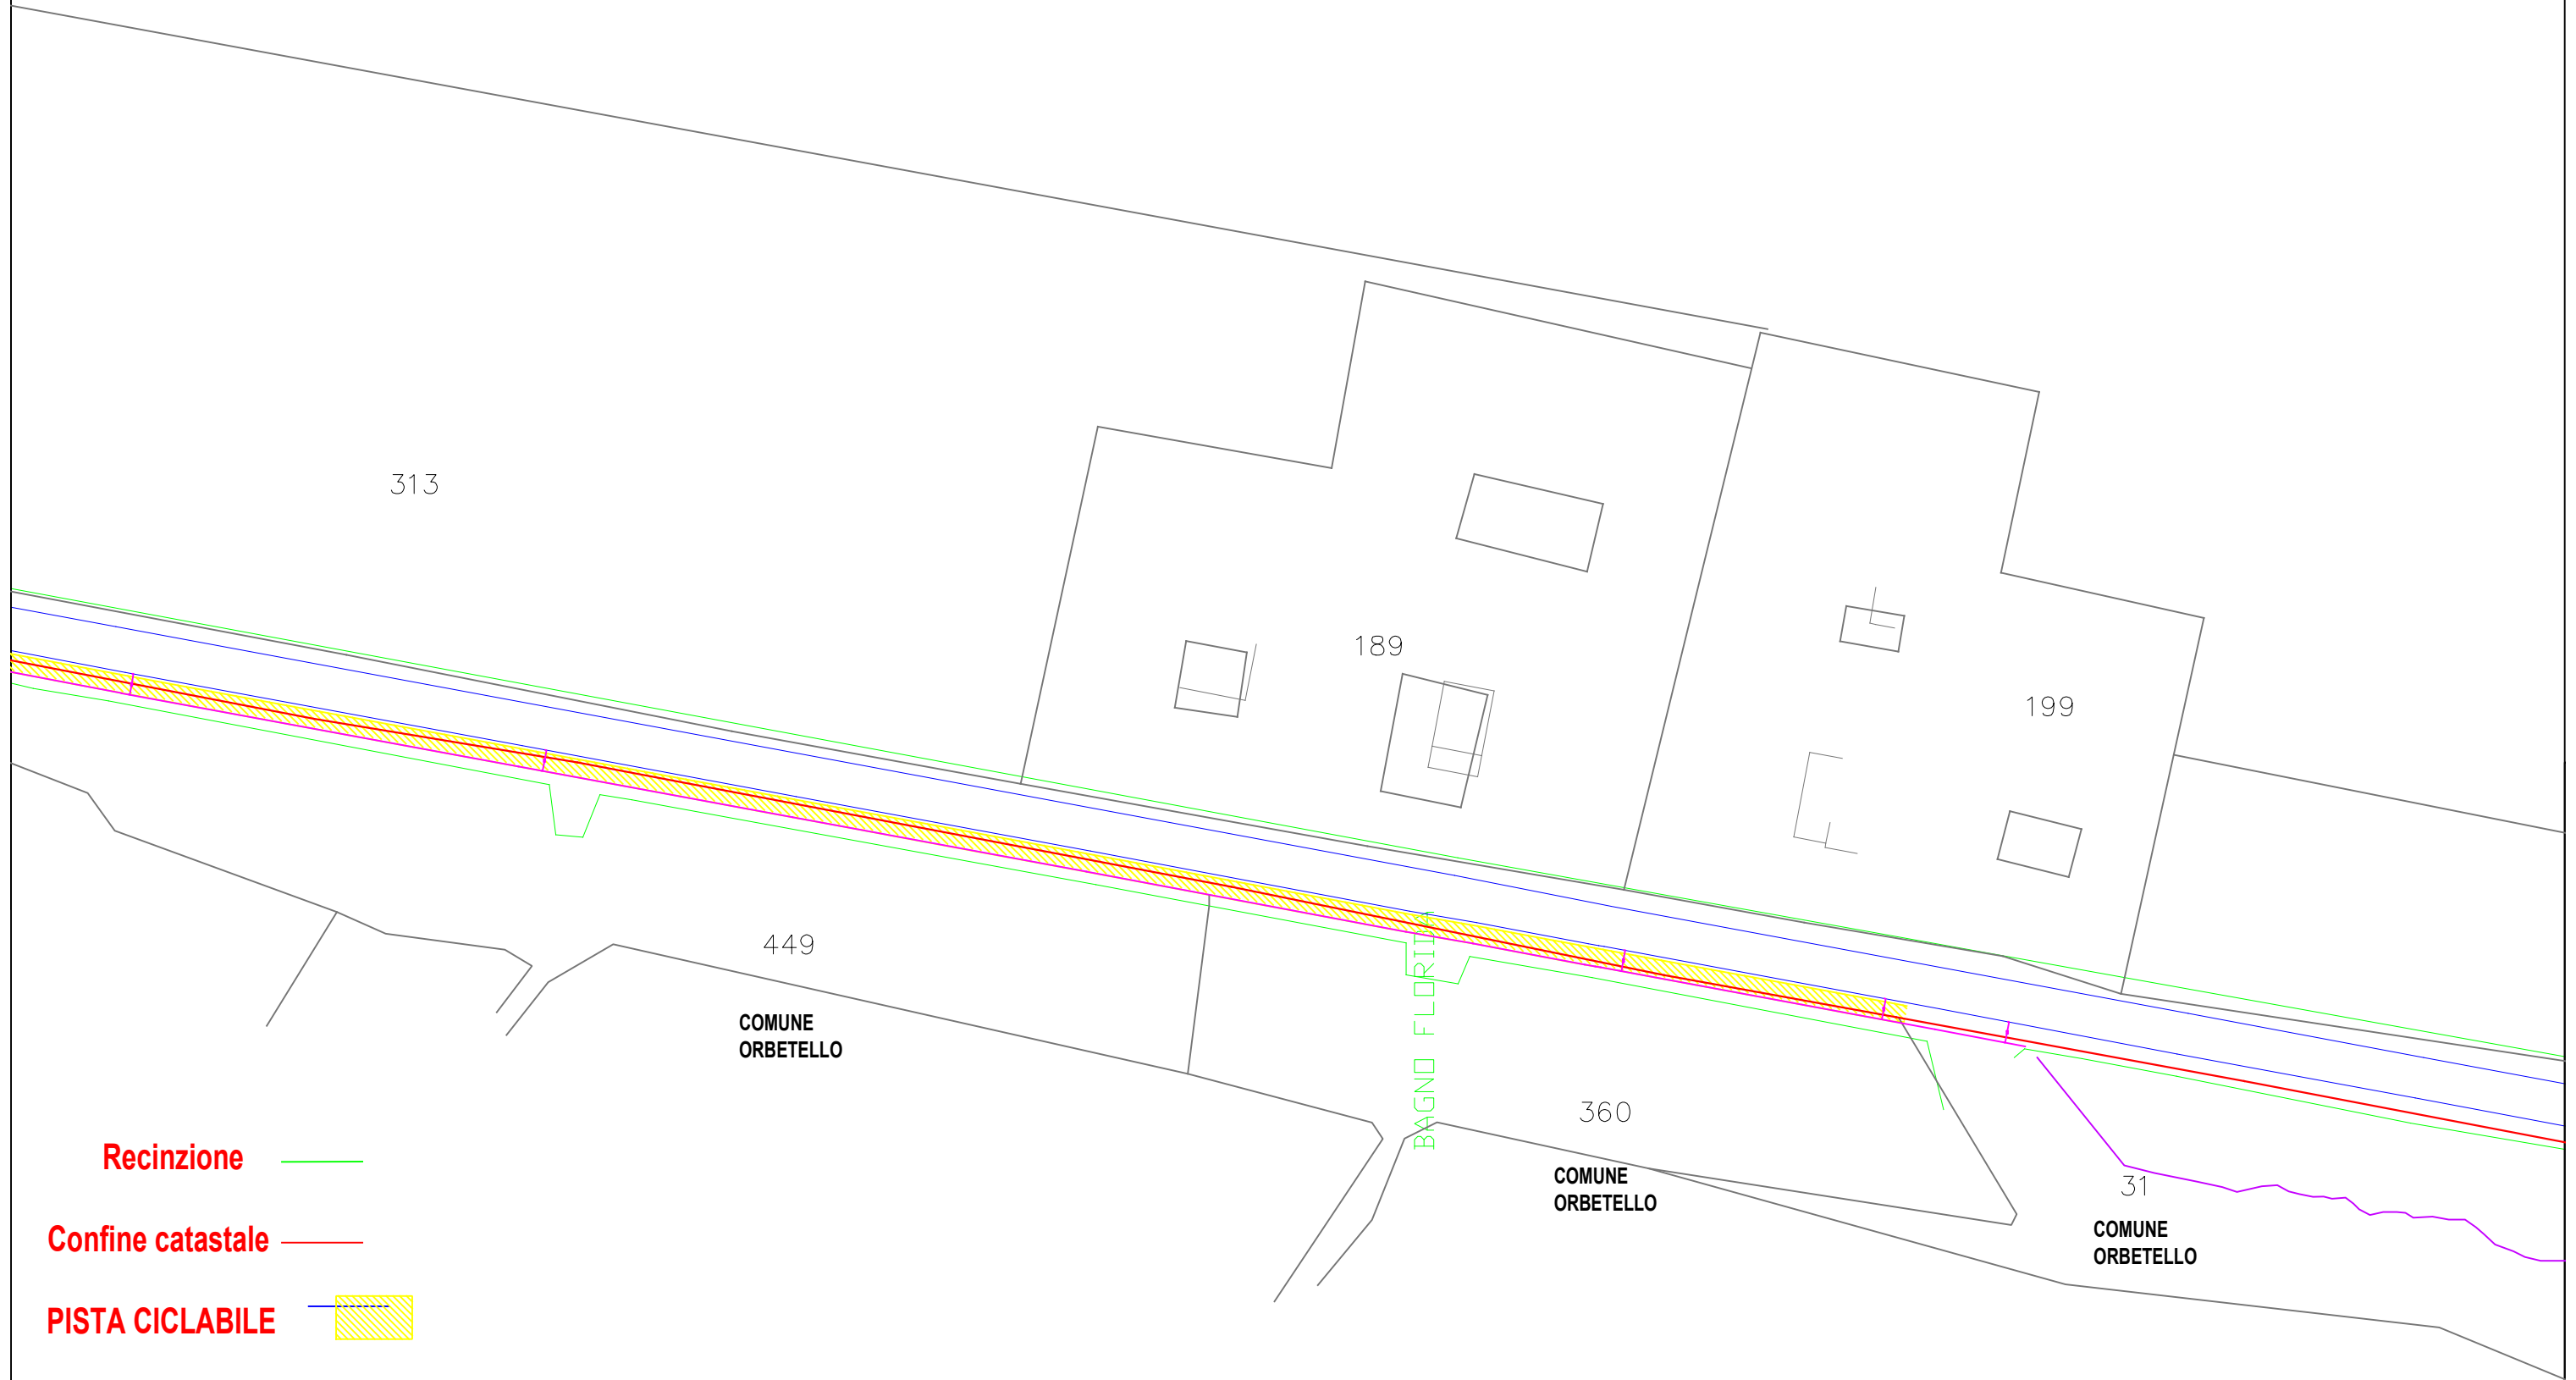 313
189
199
449
COMUNE
ORBETELLO
BAGNO FLORIDA
360
COMUNE
ORBETELLO
31
COMUNE
ORBETELLO
Recinzione
Confine catastale
PISTA CICLABILE